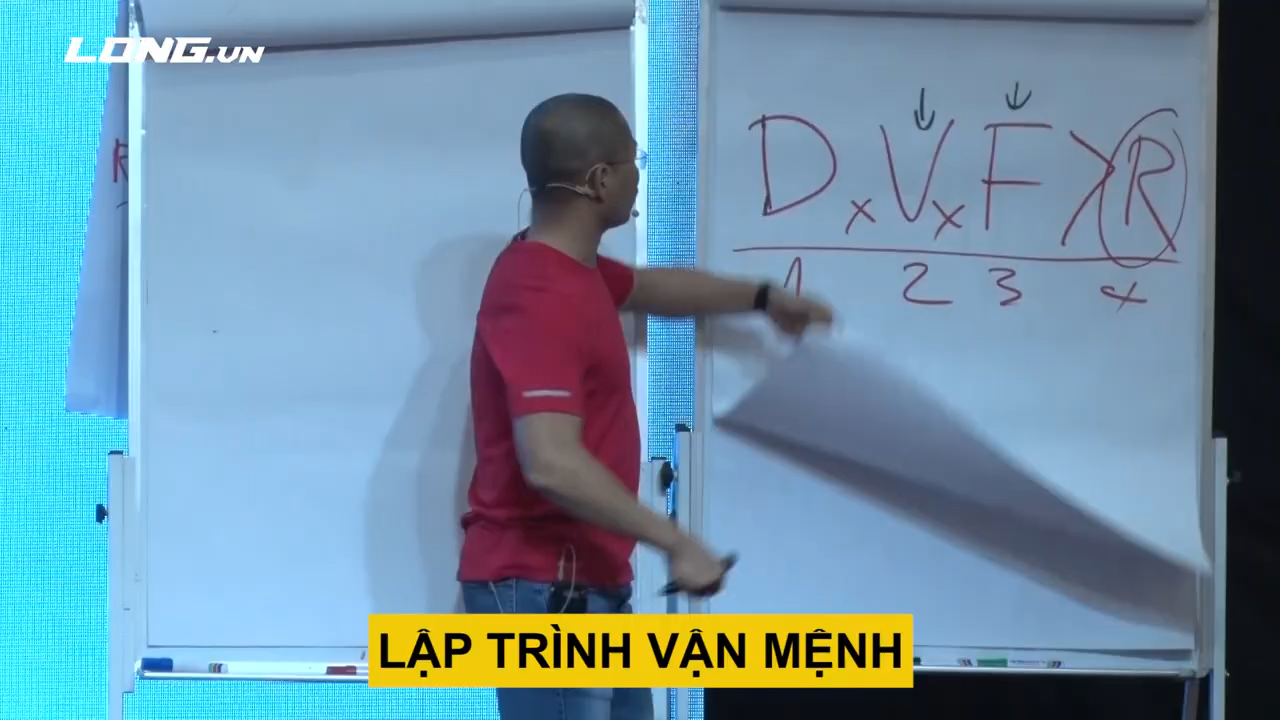 LONG.VN
R
D x V x F > R
1 2 3 4
LẬP TRÌNH VẬN MỆNH